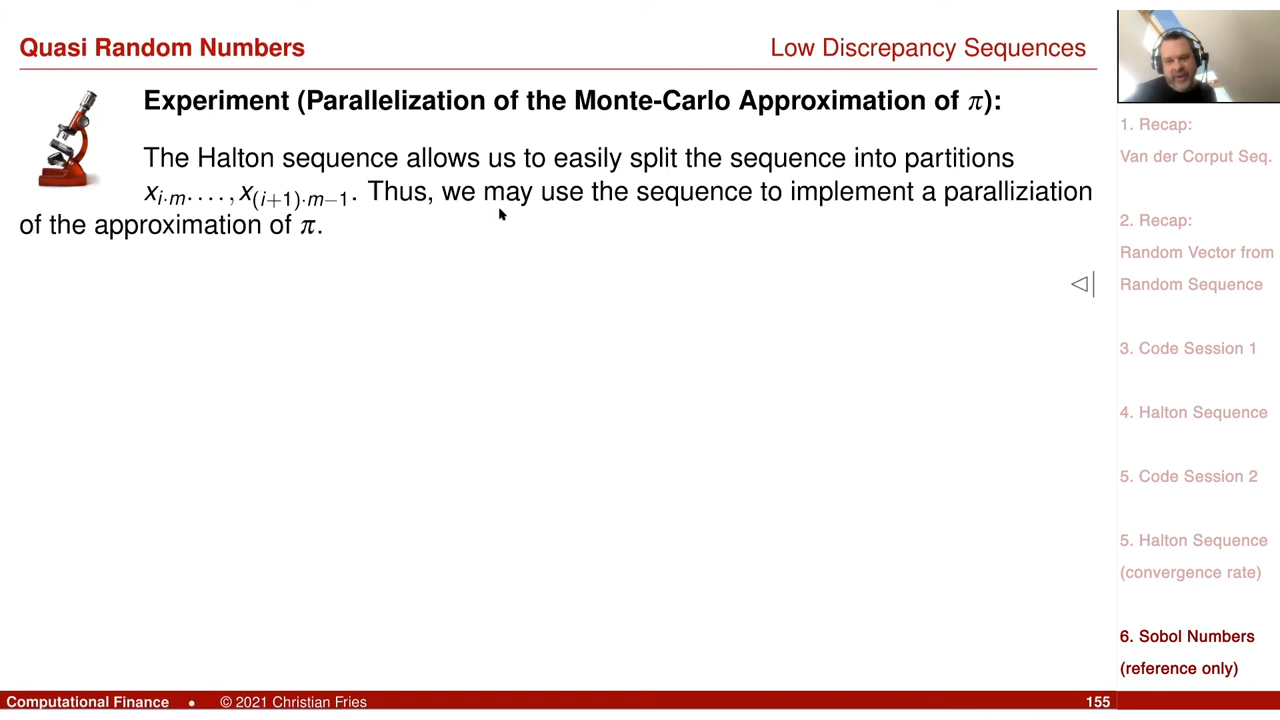 Quasi Random Numbers
Low Discrepancy Sequences
Experiment (Parallelization of the Monte-Carlo Approximation of π):
The Halton sequence allows us to easily split the sequence into partitions
x_{i·m}. . . . , x_{(i+1)·m−1}. Thus, we may use the sequence to implement a paralliziation
of the approximation of π.
1. Recap:
Van der Corput Seq.
2. Recap:
Random Vector from
Random Sequence
3. Code Session 1
4. Halton Sequence
5. Code Session 2
5. Halton Sequence
(convergence rate)
6. Sobol Numbers
(reference only)
Computational Finance • © 2021 Christian Fries
155